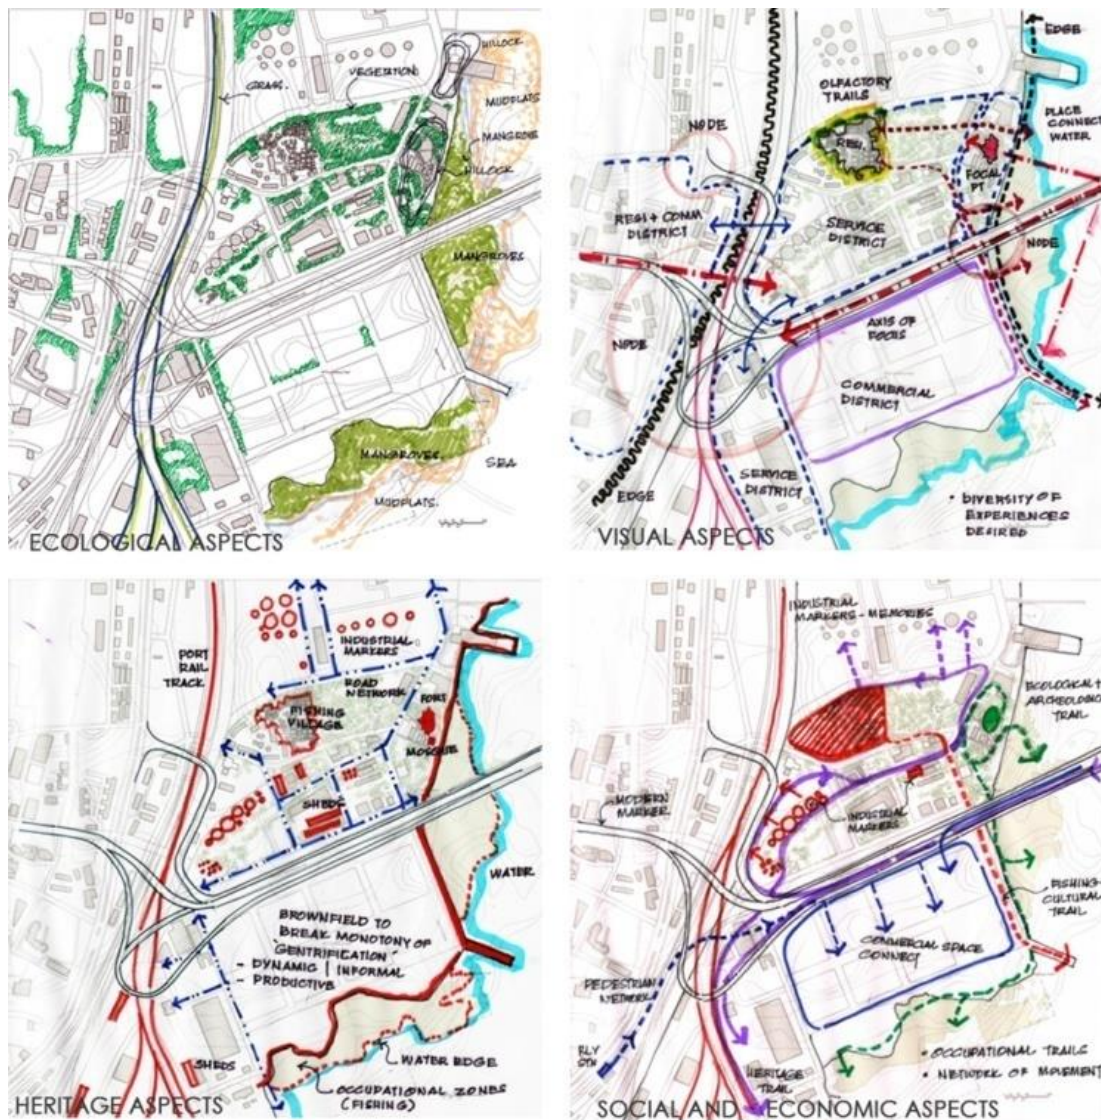 HILLOCK
VEGETATION
GRASS.
MUDFLATS
MANGROVE
HILLOCK
MANGROVES
MANGROVES
SEA
MUDFLATS.
ECOLOGICAL ASPECTS
EDGE
OLFACTORY
TRAILS
NODE
PLACE
CONNECT
WATER
RESI.
FOCAL
PT
RESI + COMM
DISTRICT
SERVICE
DISTRICT
NODE
NODE
AXIS OF
FOCUS
COMMERCIAL
DISTRICT
EDGE
SERVICE
DISTRICT
• DIVERSITY OF
EXPERIENCES
DESIRED
VISUAL ASPECTS
PORT
RAIL
TRACK
INDUSTRIAL
MARKERS
ROAD
NETWORK
FISHING
VILLAGE
FORT
MOSQUE
SHEDS
WATER
BROWNFIELD TO
BREAK MONOTONY OF
"GENTRIFICATION"
- DYNAMIC | INFORMAL
- PRODUCTIVE
SHEDS
WATER EDGE
OCCUPATIONAL ZONES
(FISHING)
HERITAGE ASPECTS
INDUSTRIAL
MARKERS - MEMORIES
ECOLOGICAL +
ARCHEOLOGICAL
TRAIL
MODERN
MARKER
INDUSTRIAL
MARKERS
FISHING -
CULTURAL
TRAIL
COMMERCIAL SPACE
CONNECT
PEDESTRIAN
NETWORK
RLY
STN
HERITAGE
TRAIL
• OCCUPATIONAL TRAILS
• NETWORK OF MOVEMENT
SOCIAL AND ECONOMIC ASPECTS